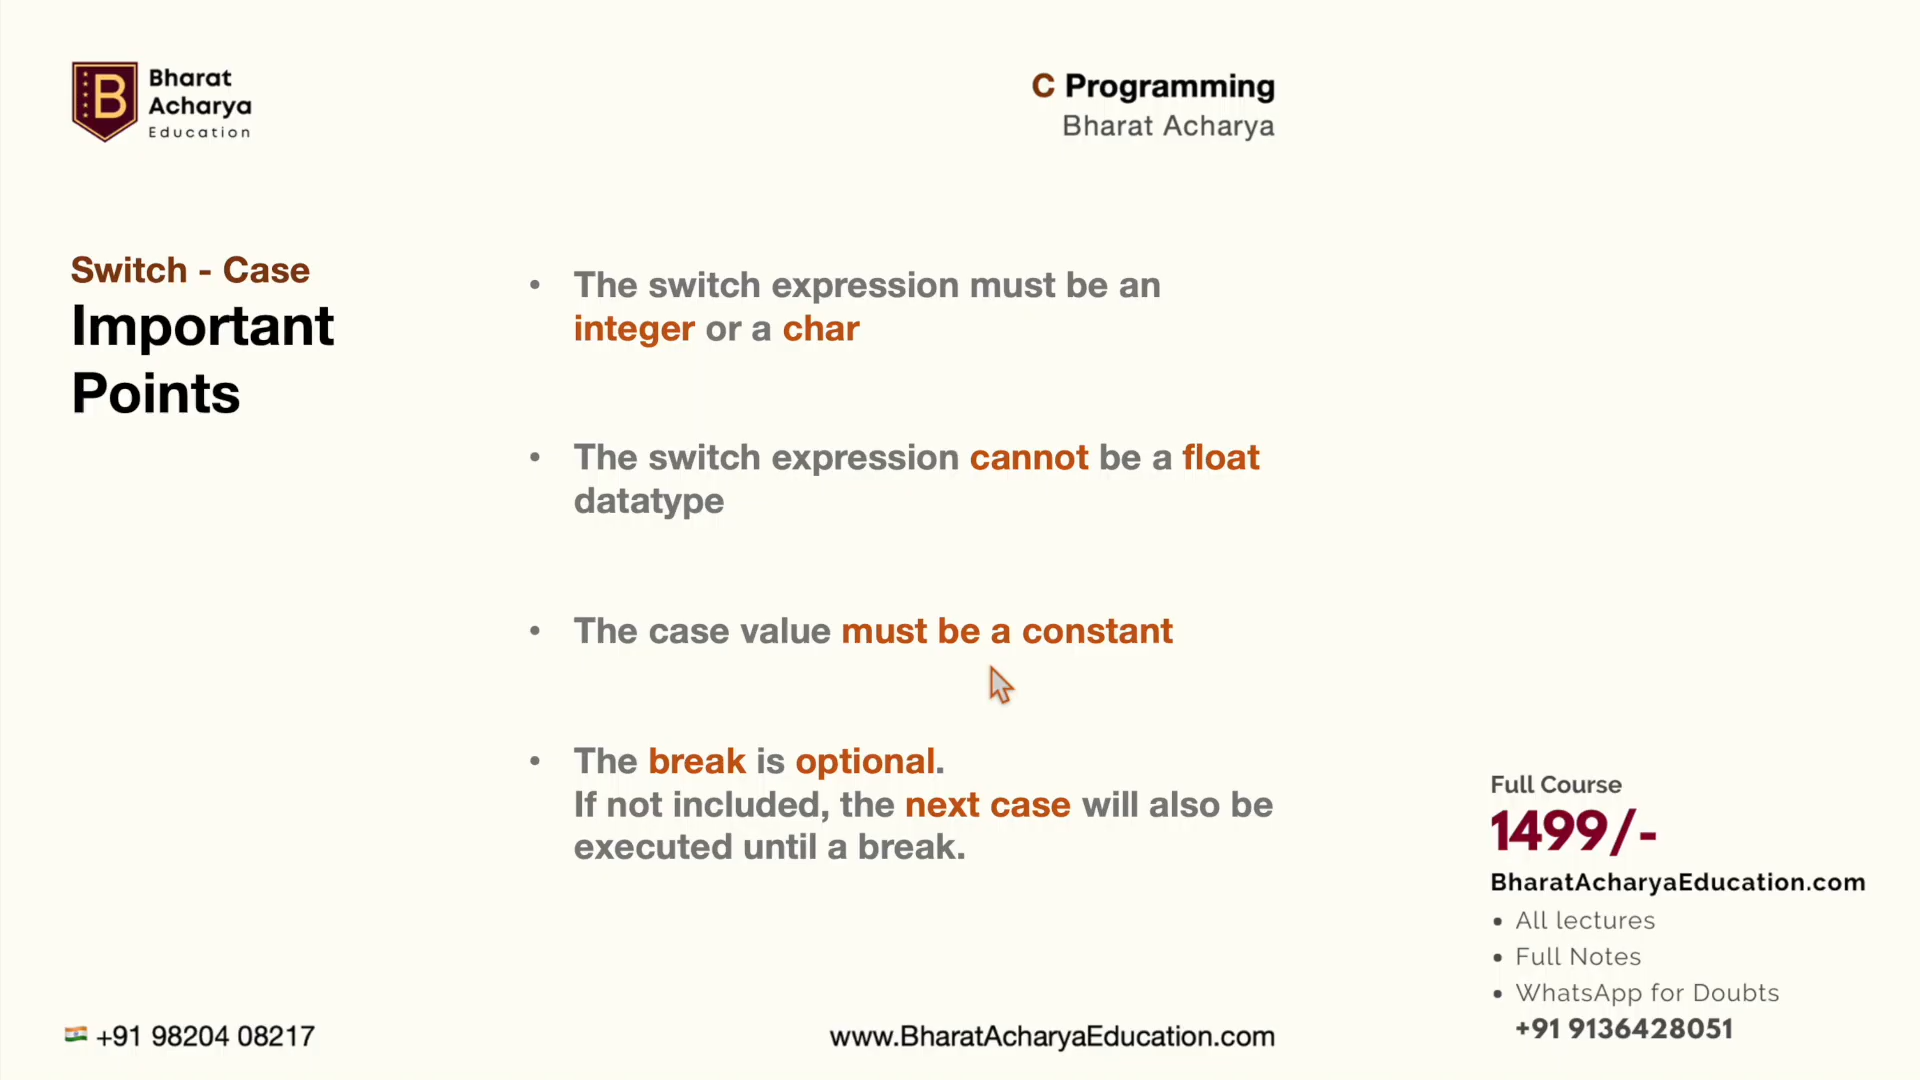 Bharat
Acharya
Education
C Programming
Bharat Acharya
Switch - Case
Important
Points
• The switch expression must be an
integer or a char
• The switch expression cannot be a float
datatype
• The case value must be a constant
• The break is optional.
If not included, the next case will also be
executed until a break.
Full Course
1499/-
BharatAcharyaEducation.com
• All lectures
• Full Notes
• WhatsApp for Doubts
+91 9136428051
+91 98204 08217
www.BharatAcharyaEducation.com